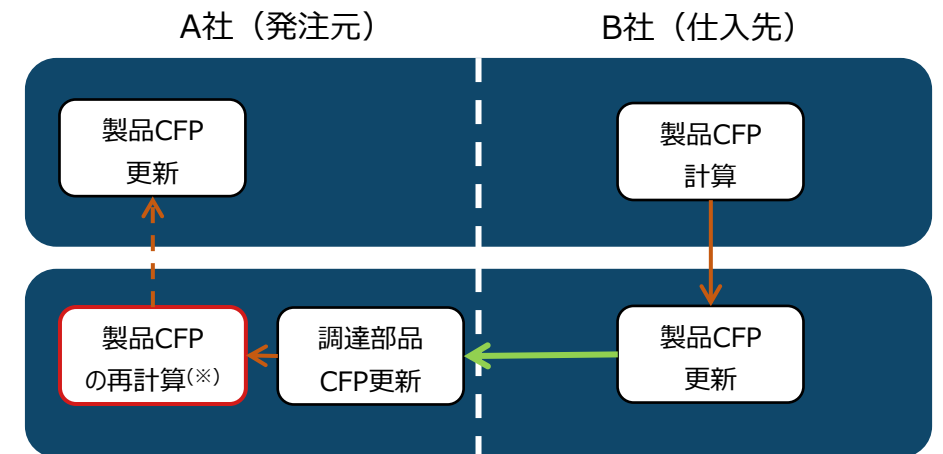 A社（発注元）
B社（仕入先）
製品CFP
更新
製品CFP
計算
製品CFP
の再計算(※)
調達部品
CFP更新
製品CFP
更新